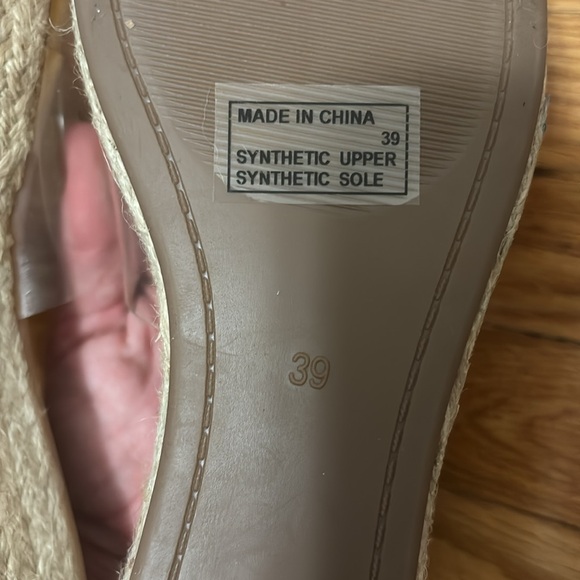 MADE IN CHINA
39
SYNTHETIC UPPER
SYNTHETIC SOLE
39